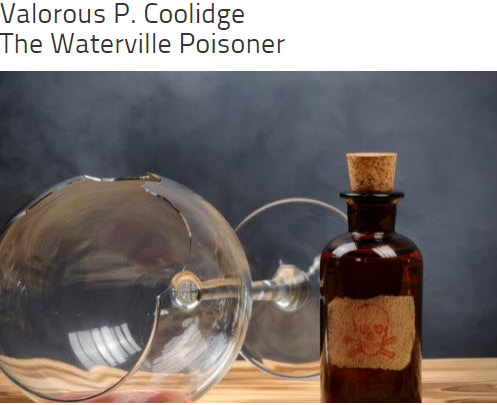 Valorous P. Coolidge
The Waterville Poisoner